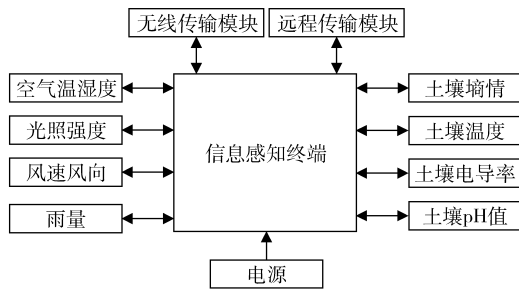 无线传输模块
远程传输模块
空气温湿度
光照强度
风速风向
雨量
信息感知终端
土壤墒情
土壤温度
土壤电导率
土壤pH值
电源